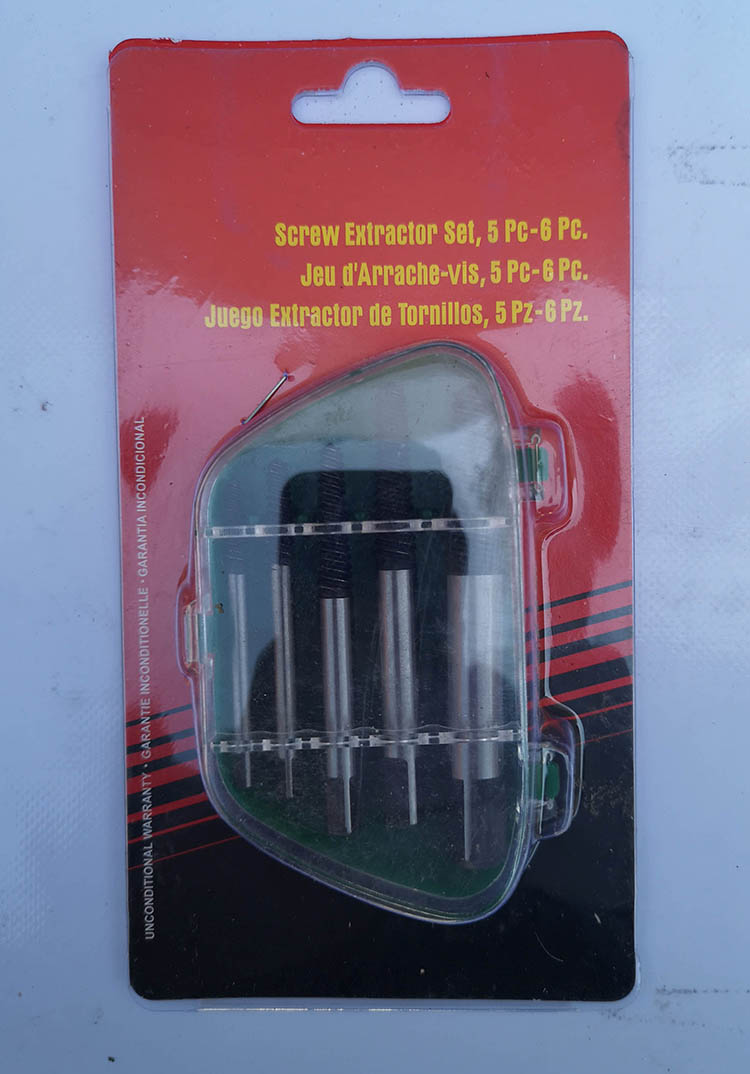 Screw Extractor Set, 5 Pc-6 Pc.
Jeu d'Arrache-vis, 5 Pc-6 Pc.
Juego Extractor de Tornillos, 5 Pz-6 Pz.
UNCONDITIONAL WARRANTY · GARANTIE INCONDITIONELLE · GARANTIA INCONDICIONAL